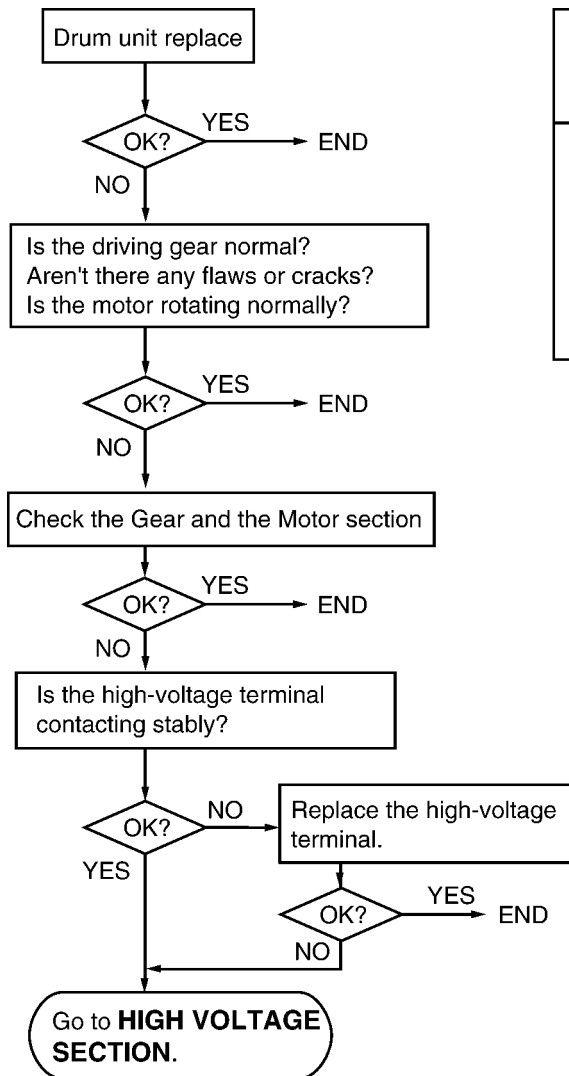 Drum unit replace
OK?
YES
END
NO
Is the driving gear normal?
Aren't there any flaws or cracks?
Is the motor rotating normally?
OK?
YES
END
NO
Check the Gear and the Motor section
OK?
YES
END
NO
Is the high-voltage terminal
contacting stably?
OK?
NO
Replace the high-voltage
terminal.
YES
OK?
YES
END
NO
Go to HIGH VOLTAGE
SECTION.